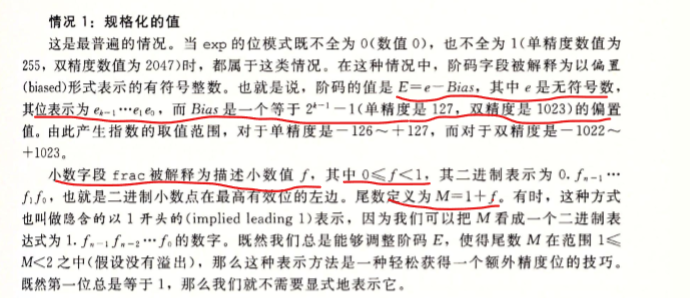 情况 1：规格化的值
这是最普遍的情况。当 exp 的位模式既不全为 0(数值 0)，也不全为 1(单精度数值为
255，双精度数值为 2047)时，都属于这类情况。在这种情况中，阶码字段被解释为以偏置
(biased)形式表示的有符号整数。也就是说，阶码的值是 E=e－Bias，其中 e 是无符号数，
其位表示为 eₖ₋₁⋯e₁e₀，而 Bias 是一个等于 2ᵏ⁻¹－1(单精度是 127，双精度是 1023)的偏置
值。由此产生指数的取值范围，对于单精度是－126～＋127，而对于双精度是－1022～
＋1023。
小数字段 frac 被解释为描述小数值 f，其中 0≤f<1，其二进制表示为 0.fₙ₋₁⋯
f₁f₀，也就是二进制小数点在最高有效位的左边。尾数定义为 M=1+f。有时，这种方式
也叫做隐含的以 1 开头的(implied leading 1)表示，因为我们可以把 M 看成一个二进制表
达式为 1.fₙ₋₁fₙ₋₂⋯f₀的数字。既然我们总是能够调整阶码 E，使得尾数 M 在范围 1≤
M<2 之中(假设没有溢出)，那么这种表示方法是一种轻松获得一个额外精度位的技巧。
既然第一位总是等于 1，那么我们就不需要显式地表示它。